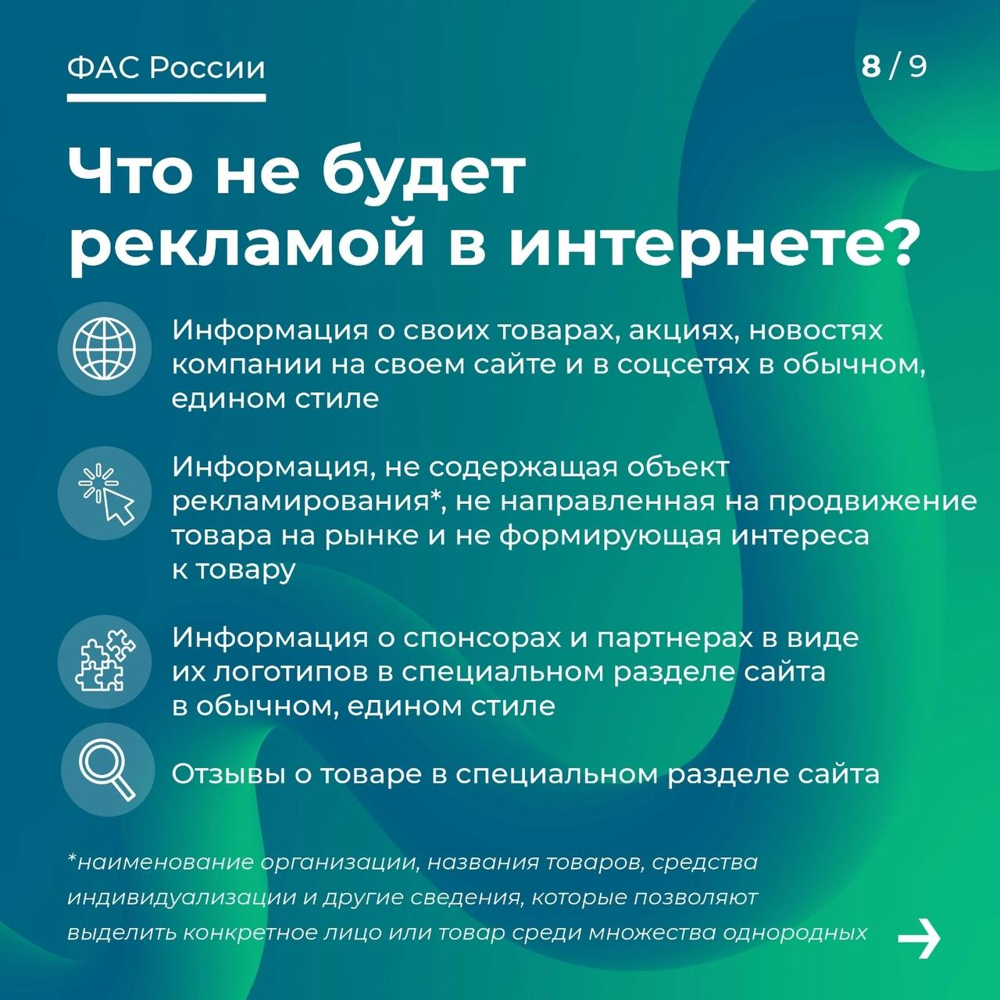 ФАС России
8 / 9
Что не будет
рекламой в интернете?
Информация о своих товарах, акциях, новостях
компании на своем сайте и в соцсетях в обычном,
едином стиле
Информация, не содержащая объект
рекламирования*, не направленная на продвижение
товара на рынке и не формирующая интереса
к товару
Информация о спонсорах и партнерах в виде
их логотипов в специальном разделе сайта
в обычном, едином стиле
Отзывы о товаре в специальном разделе сайта
*наименование организации, названия товаров, средства
индивидуализации и другие сведения, которые позволяют
выделить конкретное лицо или товар среди множества однородных